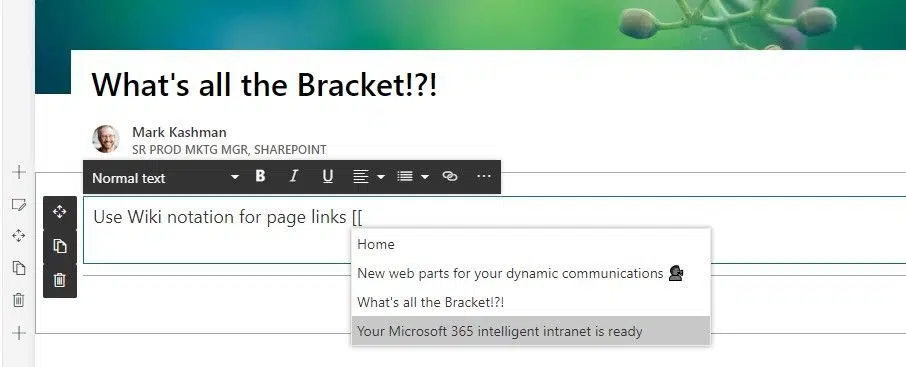 What's all the Bracket!?!
Mark Kashman
SR PROD MKTG MGR, SHAREPOINT
Normal text B I U ...
Use Wiki notation for page links [[
Home
New web parts for your dynamic communications 🗣
What's all the Bracket!?!
Your Microsoft 365 intelligent intranet is ready